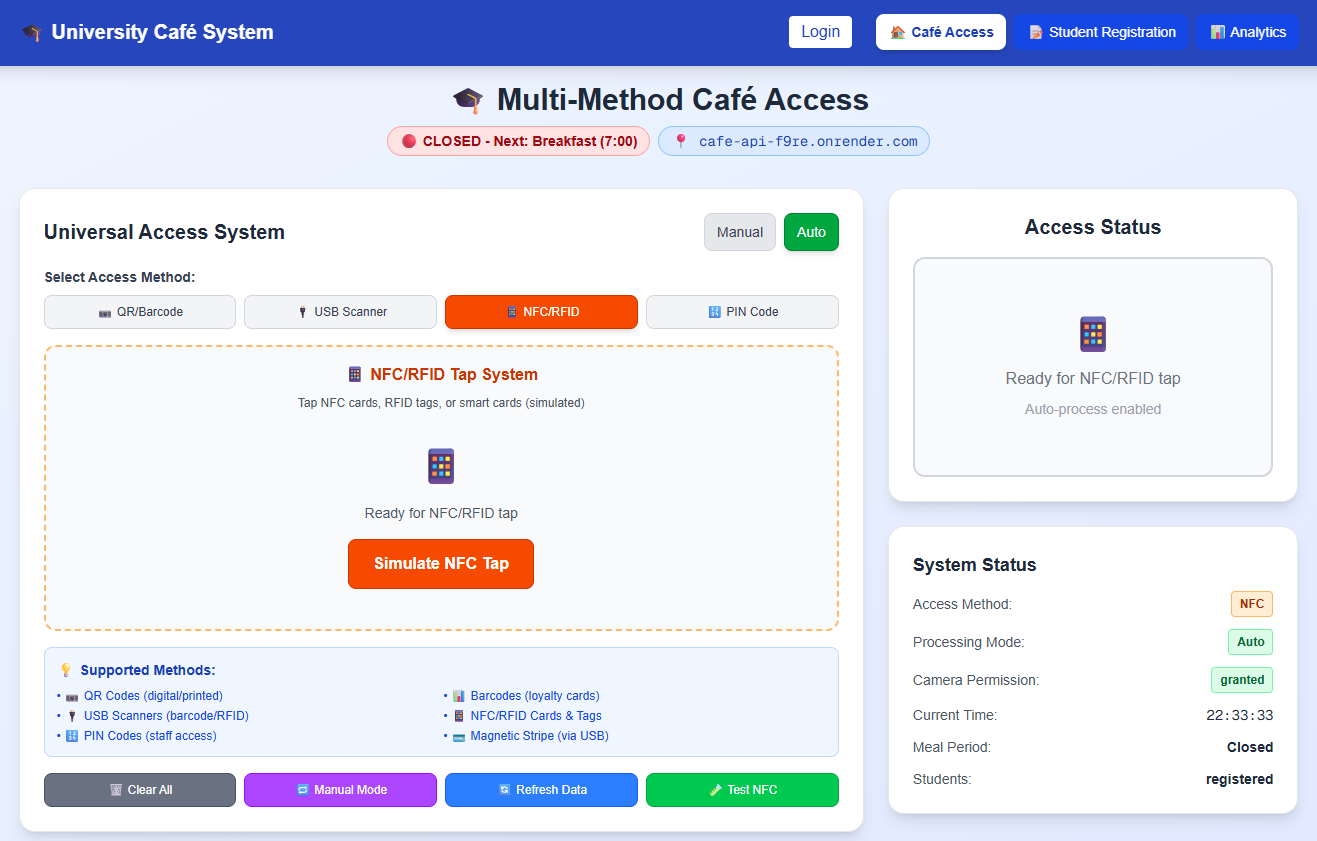 University Café System
Login
Café Access
Student Registration
Analytics
Multi-Method Café Access
CLOSED - Next: Breakfast (7:00)
cafe-api-f9re.onrender.com
Universal Access System
Manual
Auto
Select Access Method:
QR/Barcode
USB Scanner
NFC/RFID
PIN Code
NFC/RFID Tap System
Tap NFC cards, RFID tags, or smart cards (simulated)
Ready for NFC/RFID tap
Simulate NFC Tap
Supported Methods:
• QR Codes (digital/printed)
• Barcodes (loyalty cards)
• USB Scanners (barcode/RFID)
• NFC/RFID Cards & Tags
• PIN Codes (staff access)
• Magnetic Stripe (via USB)
Clear All
Manual Mode
Refresh Data
Test NFC
Access Status
Ready for NFC/RFID tap
Auto-process enabled
System Status
Access Method: NFC
Processing Mode: Auto
Camera Permission: granted
Current Time: 22:33:33
Meal Period: Closed
Students: registered